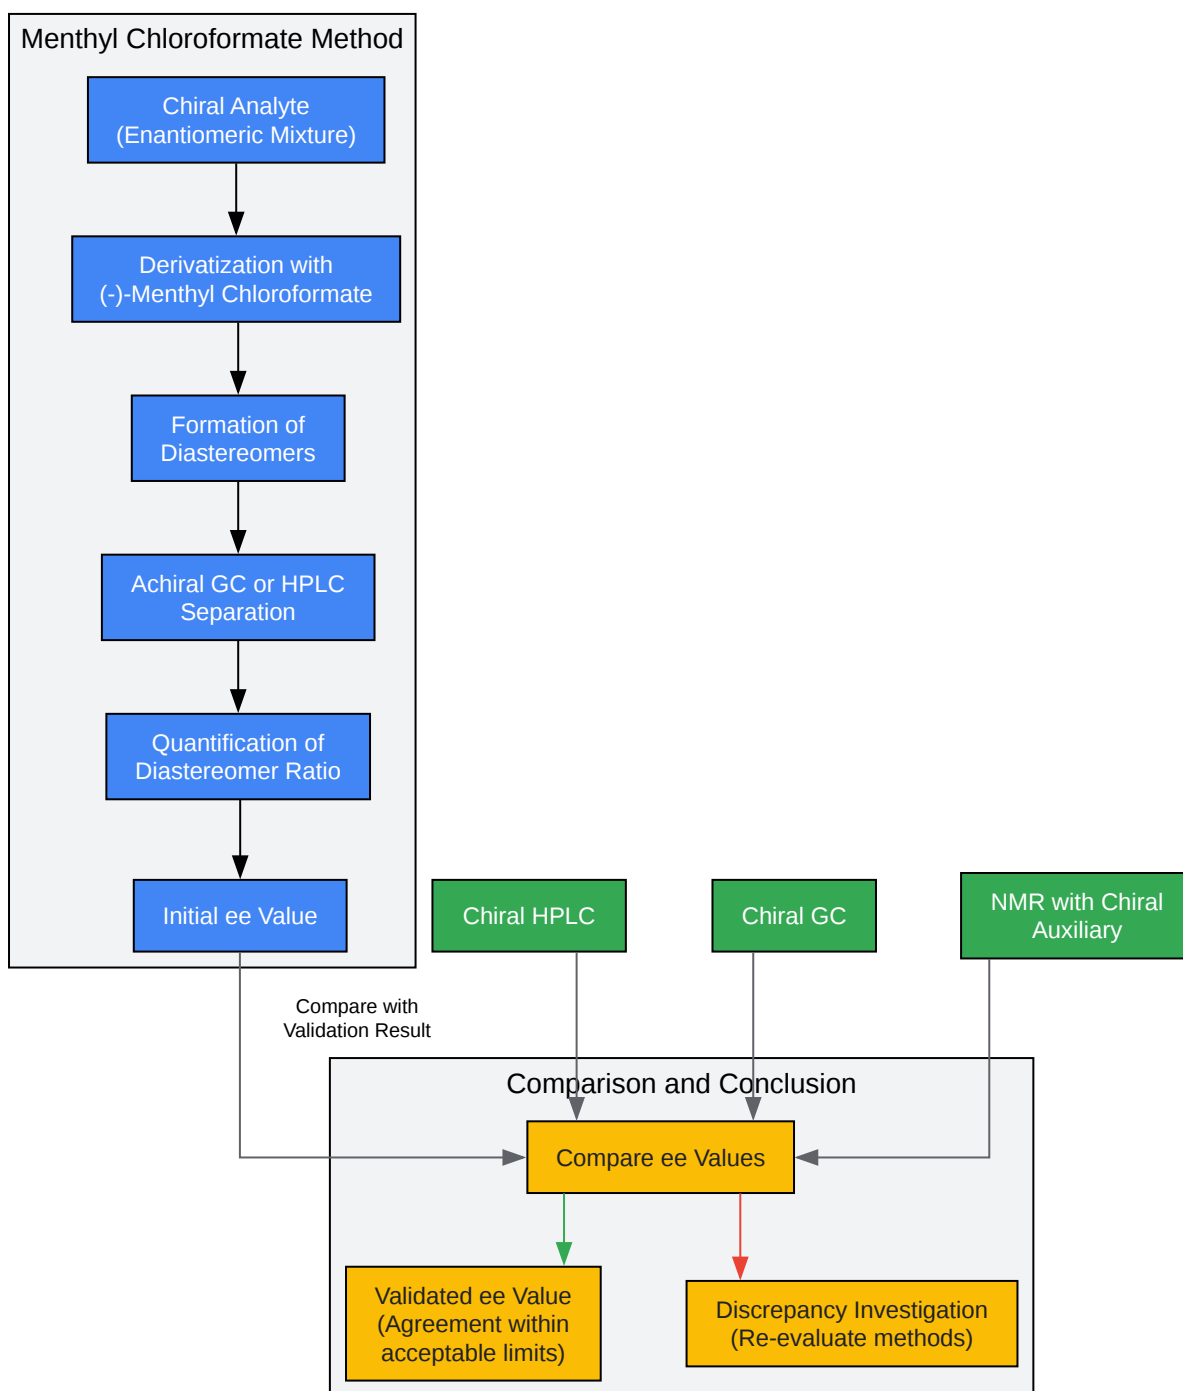 Menthyl Chloroformate Method
Chiral Analyte
(Enantiomeric Mixture)
Derivatization with
(-)-Menthyl Chloroformate
Formation of
Diastereomers
Achiral GC or HPLC
Separation
Quantification of
Diastereomer Ratio
Initial ee Value
Chiral HPLC
Chiral GC
NMR with Chiral
Auxiliary
Compare with
Validation Result
Comparison and Conclusion
Compare ee Values
Validated ee Value
(Agreement within
acceptable limits)
Discrepancy Investigation
(Re-evaluate methods)